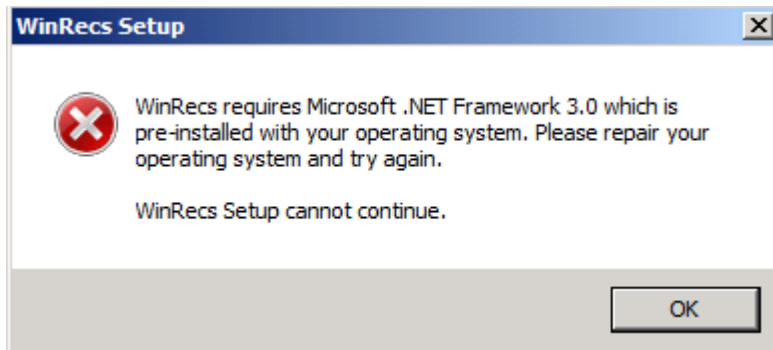 WinRecs Setup
WinRecs requires Microsoft .NET Framework 3.0 which is
pre-installed with your operating system. Please repair your
operating system and try again.
WinRecs Setup cannot continue.
OK